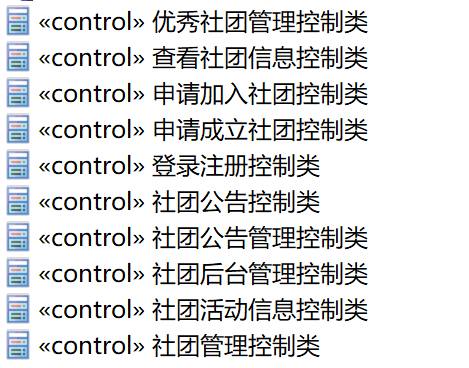 «control» 优秀社团管理控制类
«control» 查看社团信息控制类
«control» 申请加入社团控制类
«control» 申请成立社团控制类
«control» 登录注册控制类
«control» 社团公告控制类
«control» 社团公告管理控制类
«control» 社团后台管理控制类
«control» 社团活动信息控制类
«control» 社团管理控制类